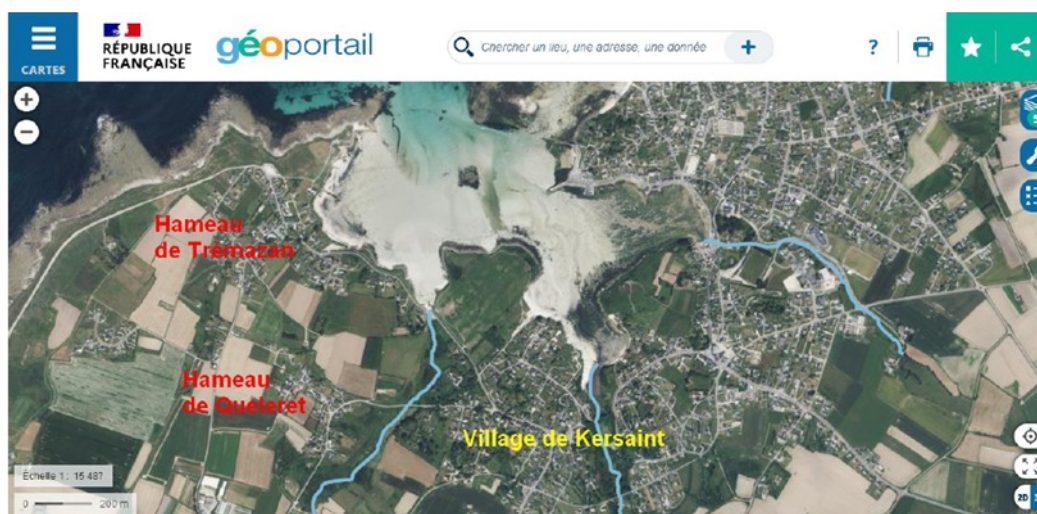 CARTES
RÉPUBLIQUE
FRANÇAISE
géoportail
Chercher un lieu, une adresse, une donnée
+
?
+
−
Hameau
de Trémazan
Hameau
de Quéleret
Village de Kersaint
Échelle 1 : 15 487
0 200 m
2D